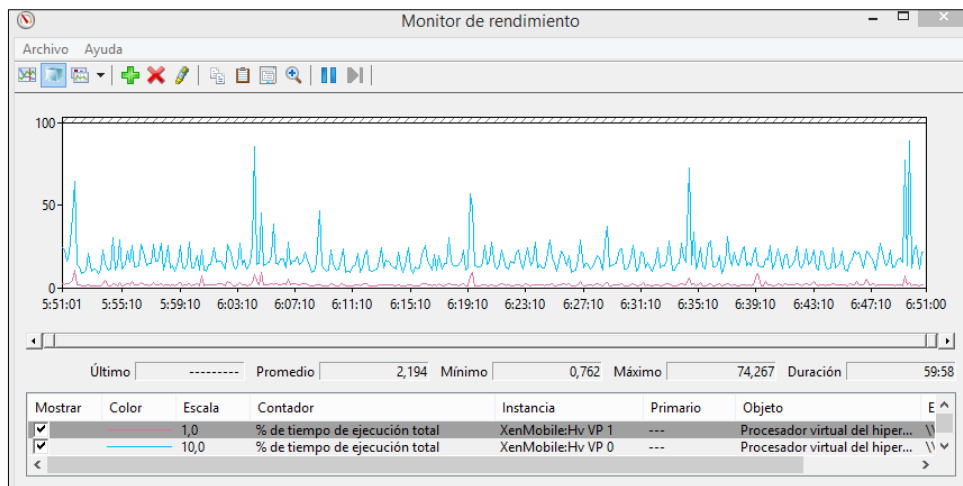 Monitor de rendimiento
Archivo Ayuda
100
50
0
5:51:01 5:55:10 5:59:10 6:03:10 6:07:10 6:11:10 6:15:10 6:19:10 6:23:10 6:27:10 6:31:10 6:35:10 6:39:10 6:43:10 6:47:10 6:51:00
Último --------- Promedio 2,194 Mínimo 0,762 Máximo 74,267 Duración 59:58
Mostrar Color Escala Contador Instancia Primario Objeto E
1,0 % de tiempo de ejecución total XenMobile:Hv VP 1 --- Procesador virtual del hiper... \\
10,0 % de tiempo de ejecución total XenMobile:Hv VP 0 --- Procesador virtual del hiper... \\